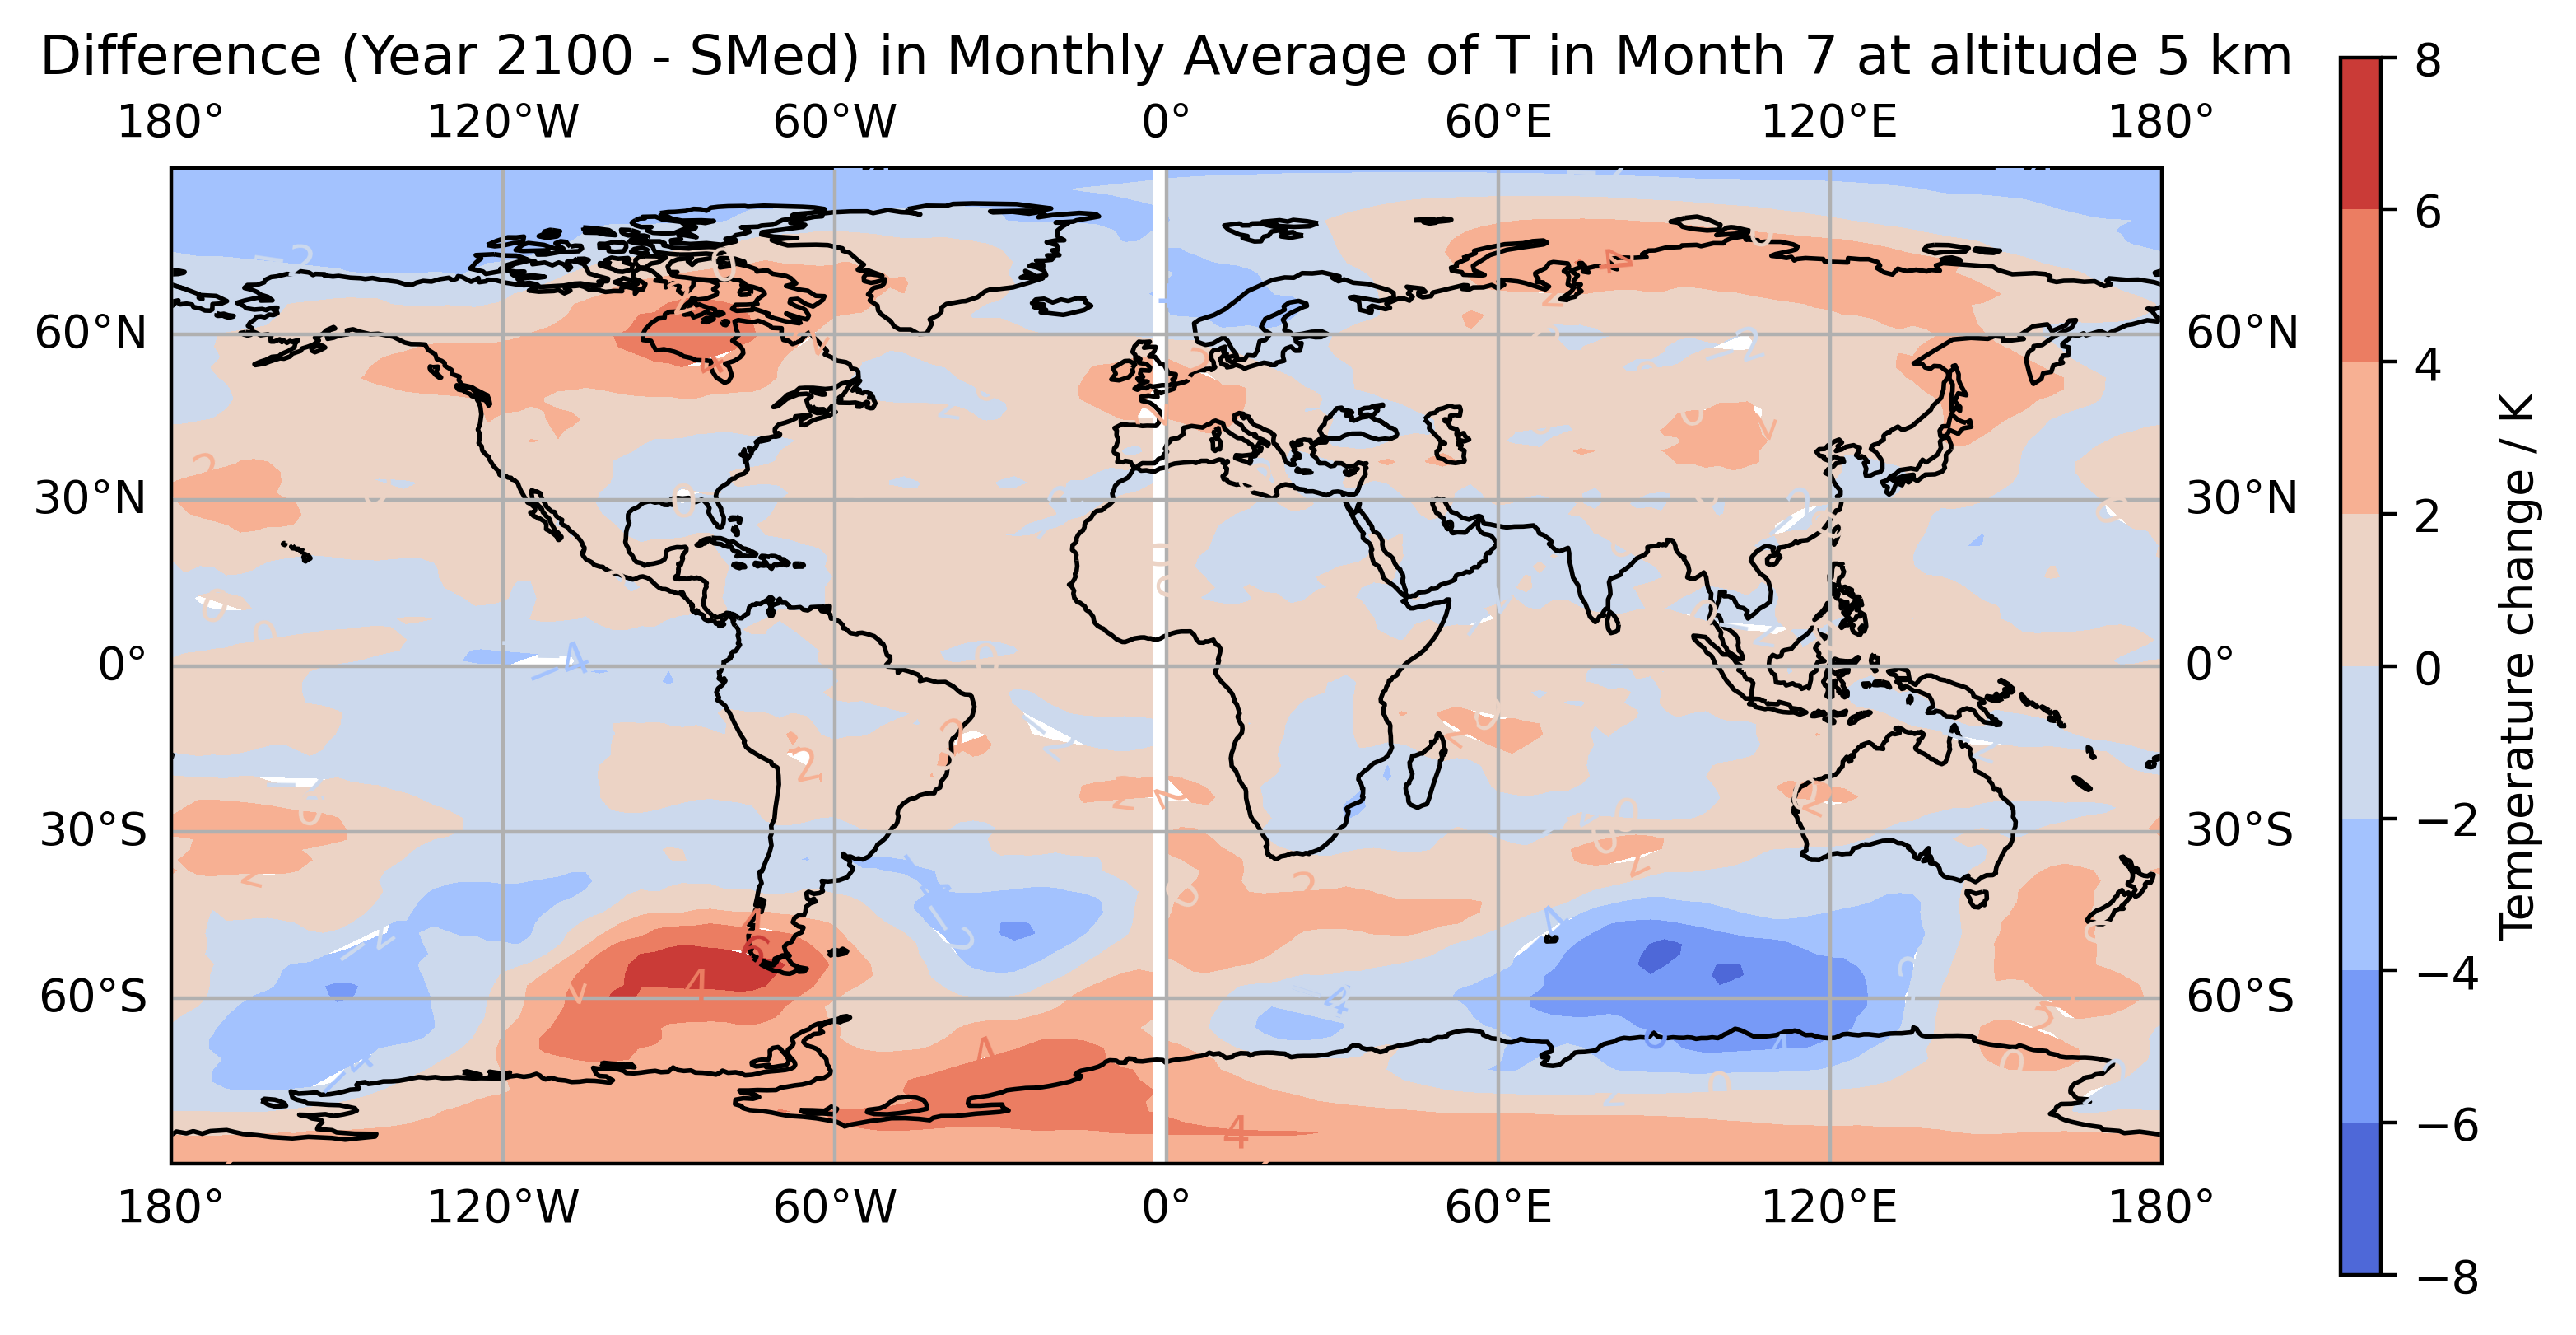 Difference (Year 2100 - SMed) in Monthly Average of T in Month 7 at altitude 5 km
180° 120°W 60°W 0° 60°E 120°E 180°
8
6
4
2
0
−2
−4
−6
−8
Temperature change / K
60°N 60°N
30°N 30°N
0° 0°
30°S 30°S
60°S 60°S
180° 120°W 60°W 0° 60°E 120°E 180°